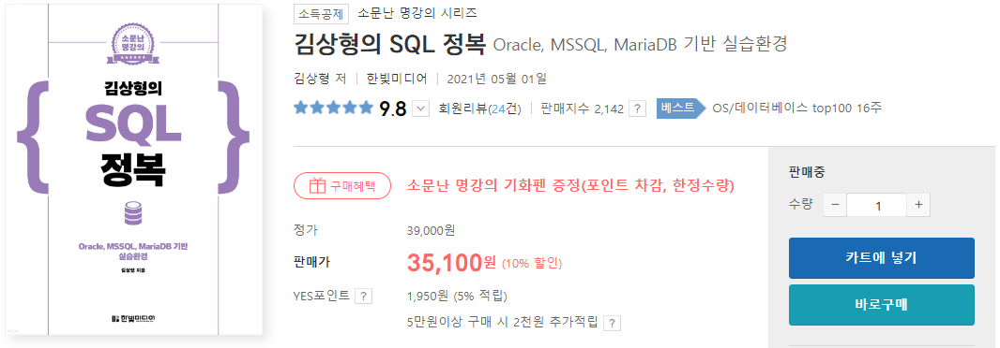 소문난
명강의
김상형의
SQL
정복
Oracle, MSSQL, MariaDB 기반
실습환경
김상형 지음
한빛미디어
소득공제 소문난 명강의 시리즈
김상형의 SQL 정복 Oracle, MSSQL, MariaDB 기반 실습환경
김상형 저 | 한빛미디어 | 2021년 05월 01일
9.8 회원리뷰(24건) | 판매지수 2,142 ? 베스트 OS/데이터베이스 top100 16주
구매혜택 소문난 명강의 기화펜 증정(포인트 차감, 한정수량)
정가 39,000원
판매가 35,100원 (10% 할인)
YES포인트 ? 1,950원 (5% 적립)
5만원이상 구매 시 2천원 추가적립 ?
판매중
수량 − 1 +
카트에 넣기
바로구매